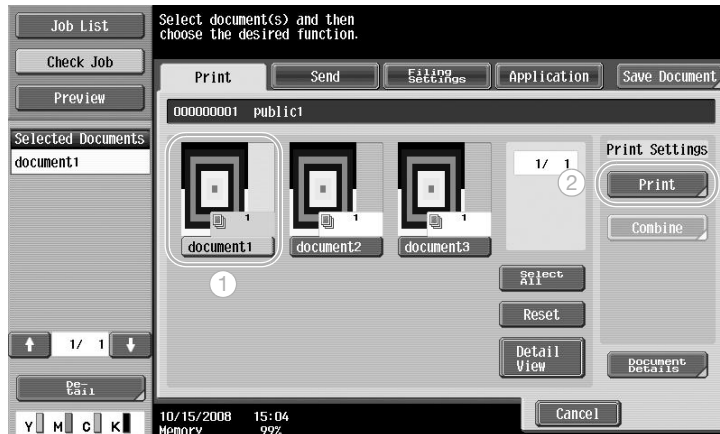 Job List
Check Job
Preview
Selected Documents
document1
1/ 1
De-
tail
Y M C K
Select document(s) and then
choose the desired function.
Print
Send
Filing
Settings
Application
Save Document
000000001 public1
1
document1
1
document2
1
document3
1
1/ 1
2
Select
All
Reset
Detail
View
Print Settings
Print
Combine
Document
Details
10/15/2008 15:04
Memory 99%
Cancel